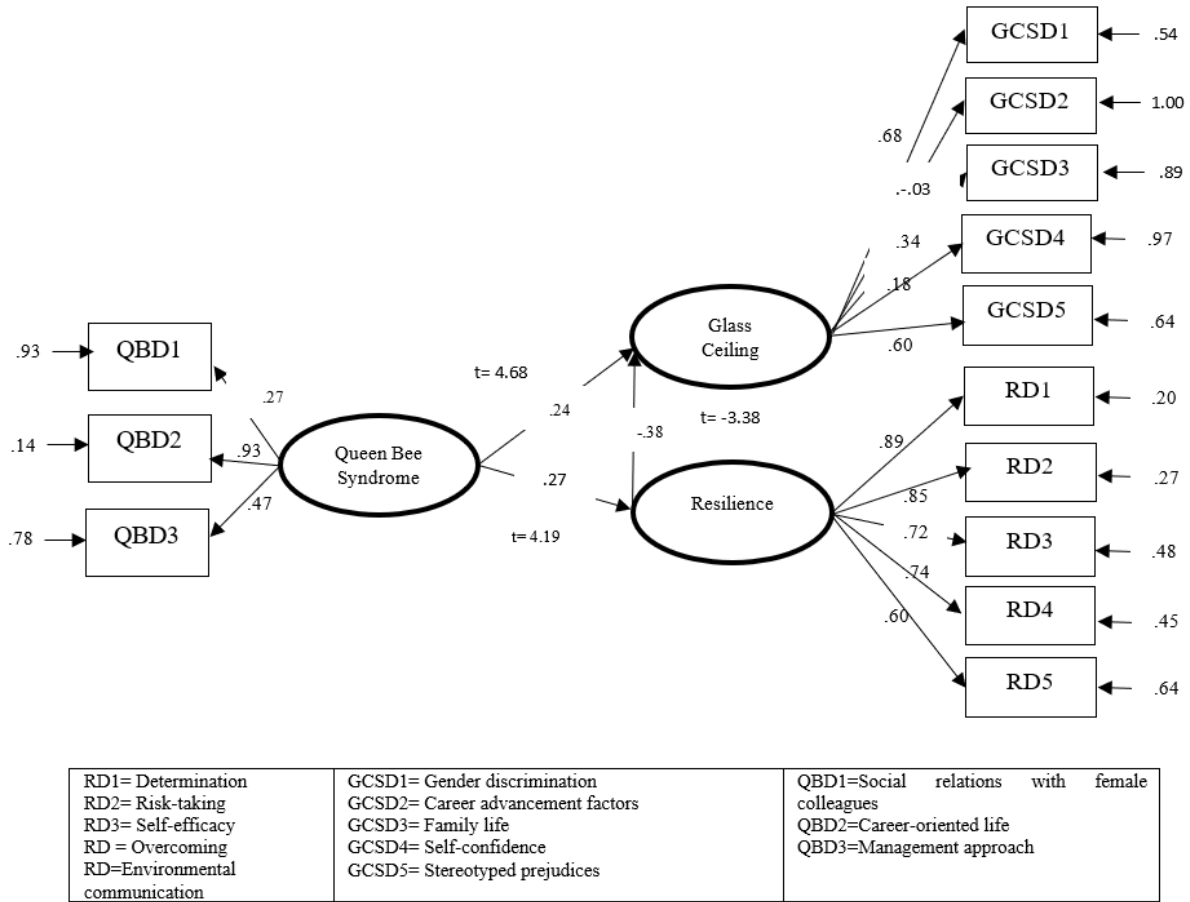 GCSD1
.54
GCSD2
1.00
.68
GCSD3
.89
.-.03
GCSD4
.97
.34
.18
GCSD5
.64
Glass
Ceiling
.60
.93
QBD1
t= 4.68
RD1
.20
.27
.24
t= -3.38
-.38
.89
.14
QBD2
.93
Queen Bee
Syndrome
RD2
.27
.27
.85
Resilience
.47
.72
.78
QBD3
t= 4.19
RD3
.48
.74
.60
RD4
.45
RD5
.64
RD1= Determination
RD2= Risk-taking
RD3= Self-efficacy
RD = Overcoming
RD=Environmental
communication
GCSD1= Gender discrimination
GCSD2= Career advancement factors
GCSD3= Family life
GCSD4= Self-confidence
GCSD5= Stereotyped prejudices
QBD1=Social relations with female
colleagues
QBD2=Career-oriented life
QBD3=Management approach